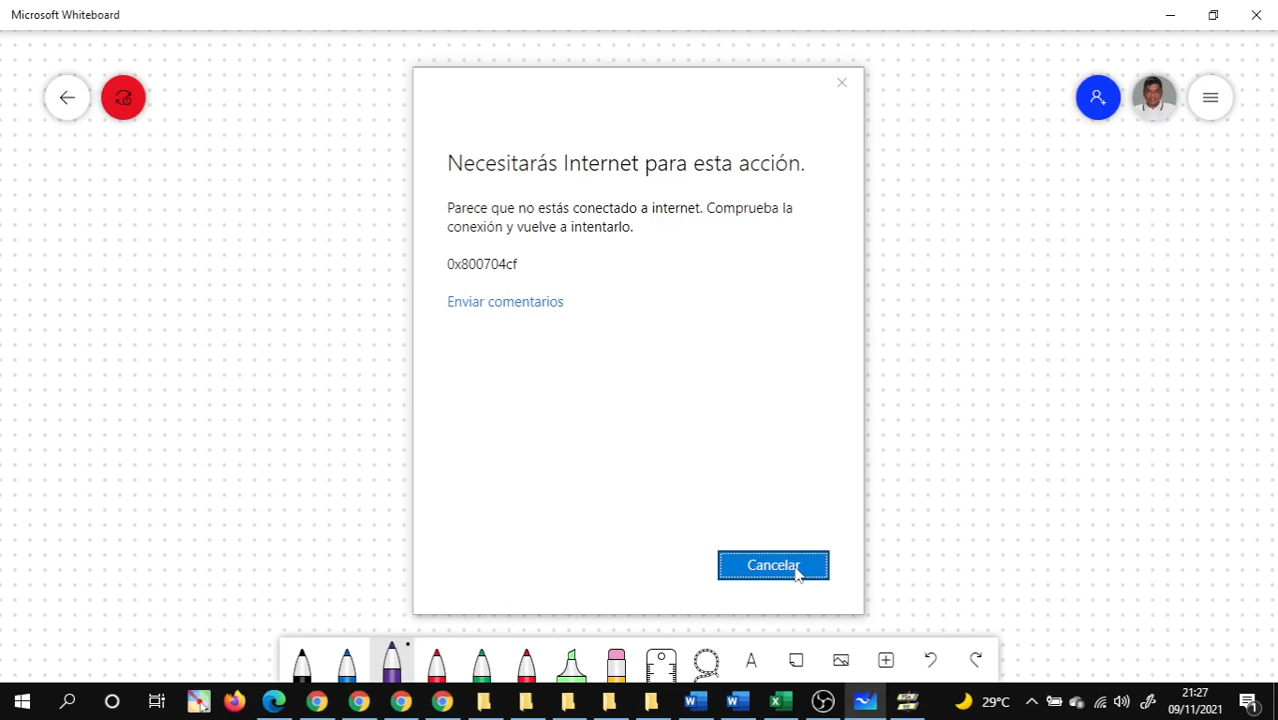 Microsoft Whiteboard
Necesitarás Internet para esta acción.
Parece que no estás conectado a internet. Comprueba la
conexión y vuelve a intentarlo.
0x800704cf
Enviar comentarios
Cancelar
A
29°C
21:27
09/11/2021
1